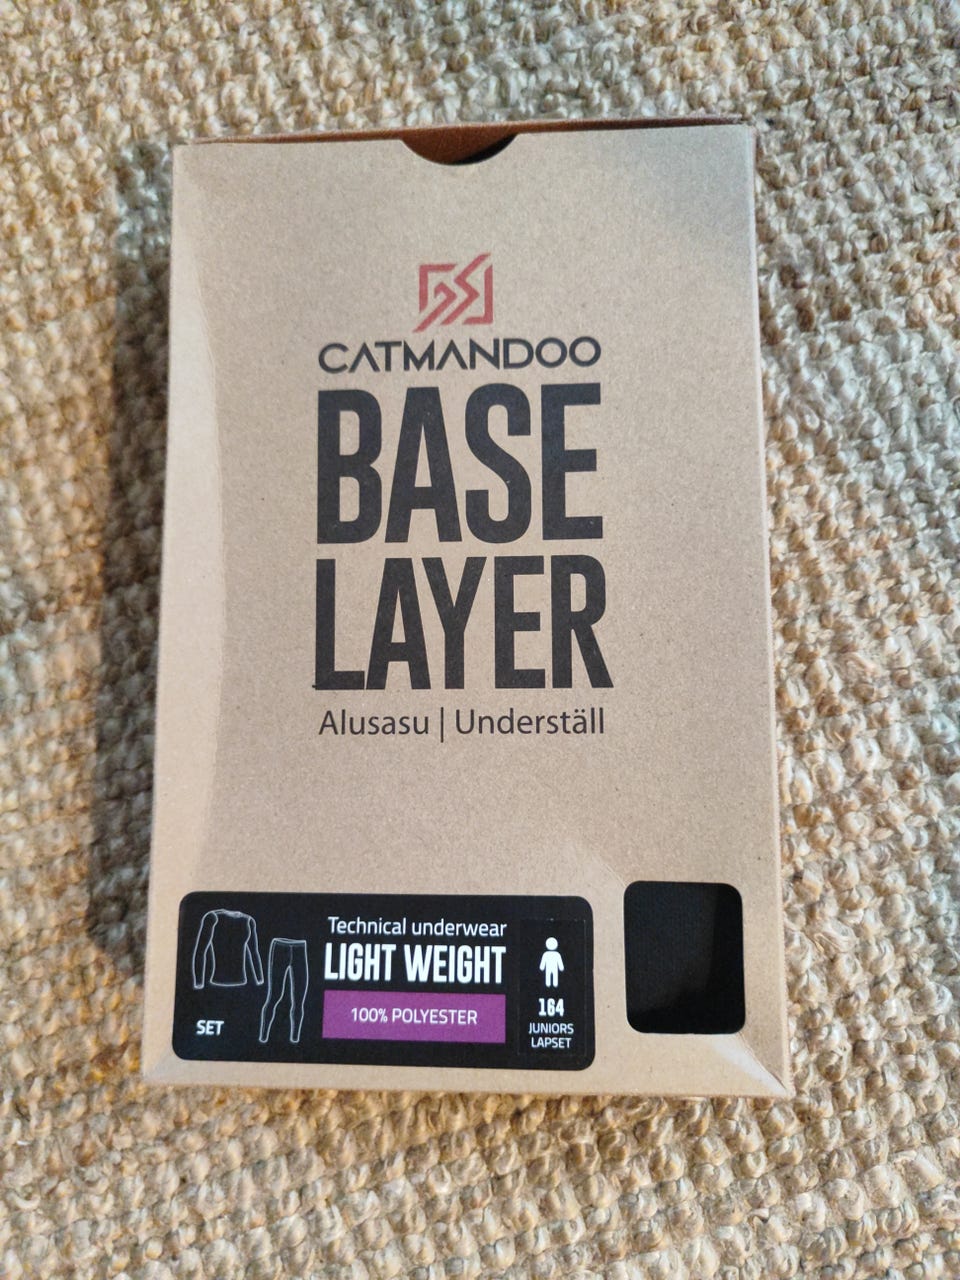 CATMANDOO
BASE
LAYER
Alusasu | Underställ
Technical underwear
LIGHT WEIGHT
100% POLYESTER
SET
164
JUNIORS
LAPSET